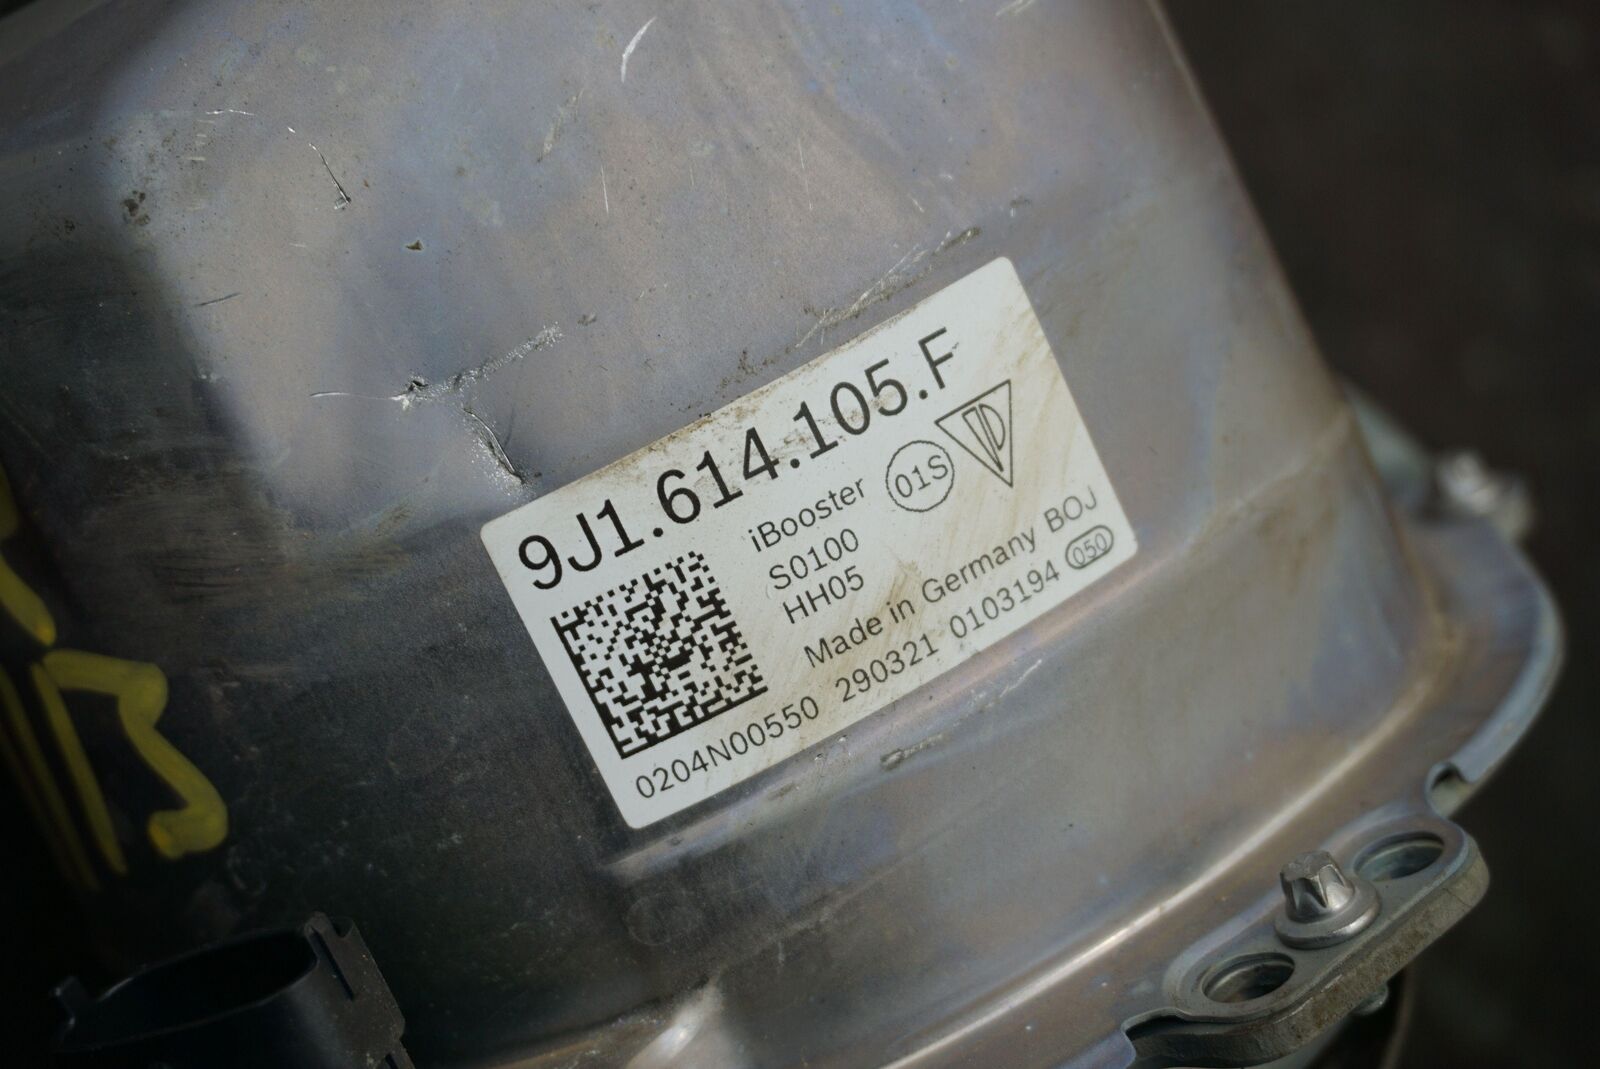 9J1.614.105.F
iBooster 01S
S0100
HH05
Made in Germany BOJ
0204N00550 290321 0103194 050